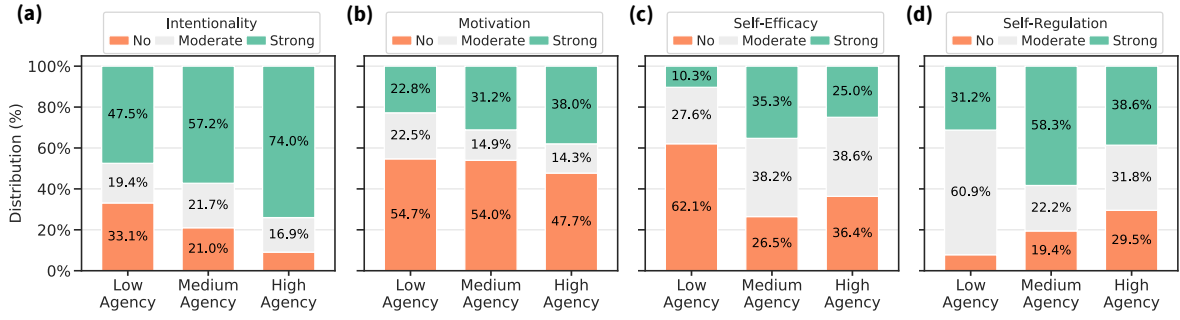 (a)
Intentionality
No Moderate Strong
Distribution (%)
100%
80%
60%
40%
20%
0%
47.5% 57.2% 74.0%
19.4% 21.7% 16.9%
33.1% 21.0%
Low Agency Medium Agency High Agency
(b)
Motivation
No Moderate Strong
22.8% 31.2% 38.0%
22.5% 14.9% 14.3%
54.7% 54.0% 47.7%
Low Agency Medium Agency High Agency
(c)
Self-Efficacy
No Moderate Strong
10.3% 35.3% 25.0%
27.6% 38.2% 38.6%
62.1% 26.5% 36.4%
Low Agency Medium Agency High Agency
(d)
Self-Regulation
No Moderate Strong
31.2% 58.3% 38.6%
60.9% 22.2% 31.8%
19.4% 29.5%
Low Agency Medium Agency High Agency